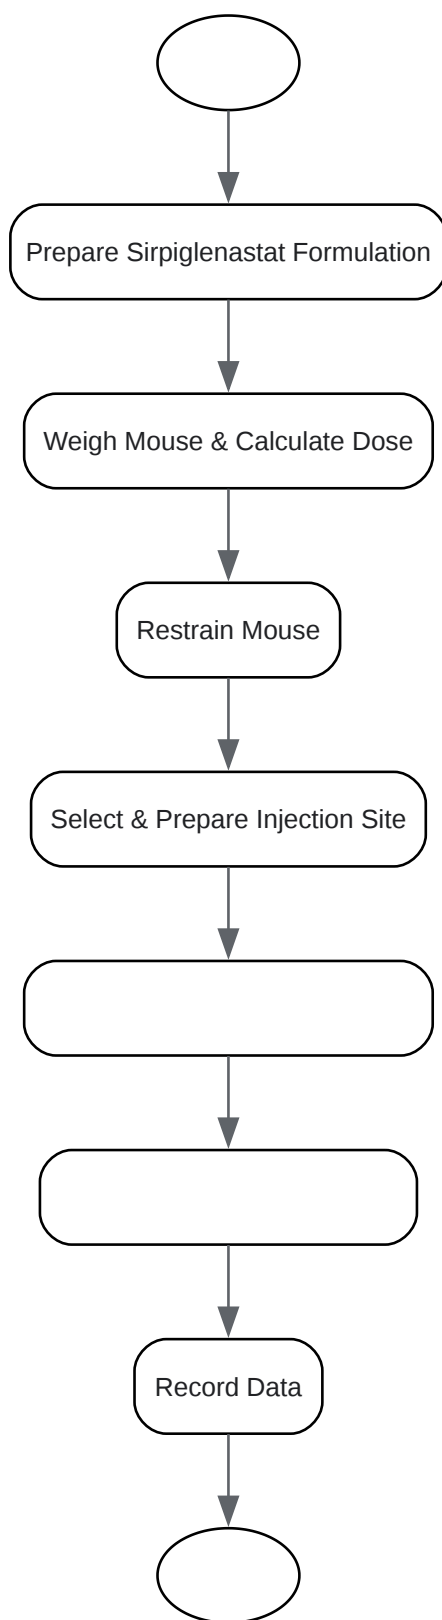 Prepare Sirpiglenastat Formulation
Weigh Mouse & Calculate Dose
Restrain Mouse
Select & Prepare Injection Site
Record Data